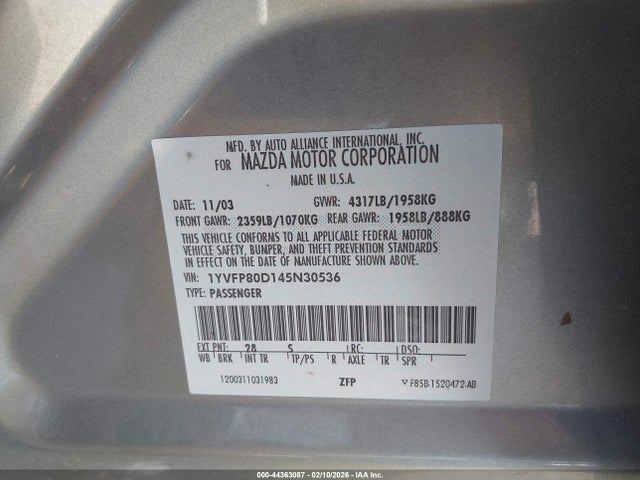 MFD. BY AUTO ALLIANCE INTERNATIONAL, INC.
FOR MAZDA MOTOR CORPORATION
MADE IN U.S.A.
DATE: 11/03 GVWR: 4317LB/1958KG
FRONT GAWR: 2359LB/1070KG REAR GAWR: 1958LB/888KG
THIS VEHICLE CONFORMS TO ALL APPLICABLE FEDERAL MOTOR
VEHICLE SAFETY, BUMPER, AND THEFT PREVENTION STANDARDS
IN EFFECT ON THE DATE OF MANUFACTURE SHOWN ABOVE.
VIN: 1YVFP80D145N30536
TYPE: PASSENGER
EXT PNT: 28 S RC: DSO:
WB BRK INT TR TP/PS R AXLE TR SPR
1200311031983 ZFP F85B-1520472-AB
000-44363087 - 02/10/2026 - IAA Inc.